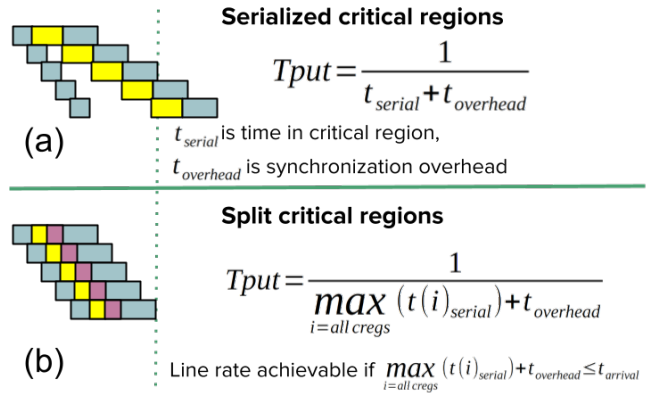 Serialized critical regions
Tput = 1 / (t_serial + t_overhead)
(a)
t_serial is time in critical region,
t_overhead is synchronization overhead
Split critical regions
Tput = 1 / (max_{i=all cregs} (t(i)_serial) + t_overhead)
(b)
Line rate achievable if max_{i=all cregs} (t(i)_serial) + t_overhead ≤ t_arrival